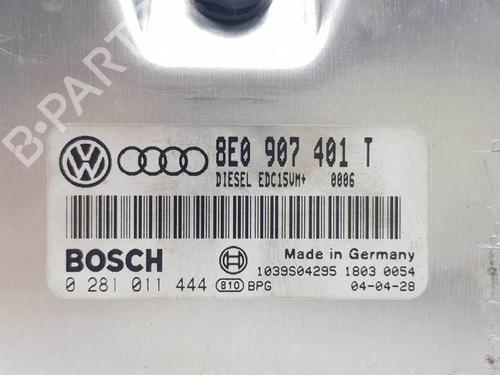 B-PARTS
8E0 907 401 T
DIESEL EDC15VM+ 0006
BOSCH
Made in Germany
1039S04295 1803 0054
0 281 011 444 810 BPG 04-04-28